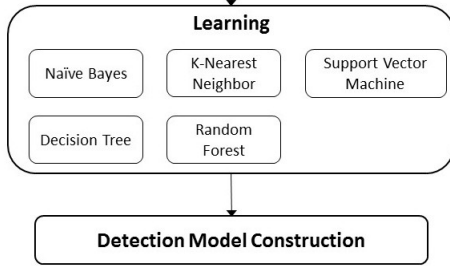 Learning
Naïve Bayes
K-Nearest
Neighbor
Support Vector
Machine
Decision Tree
Random
Forest
Detection Model Construction